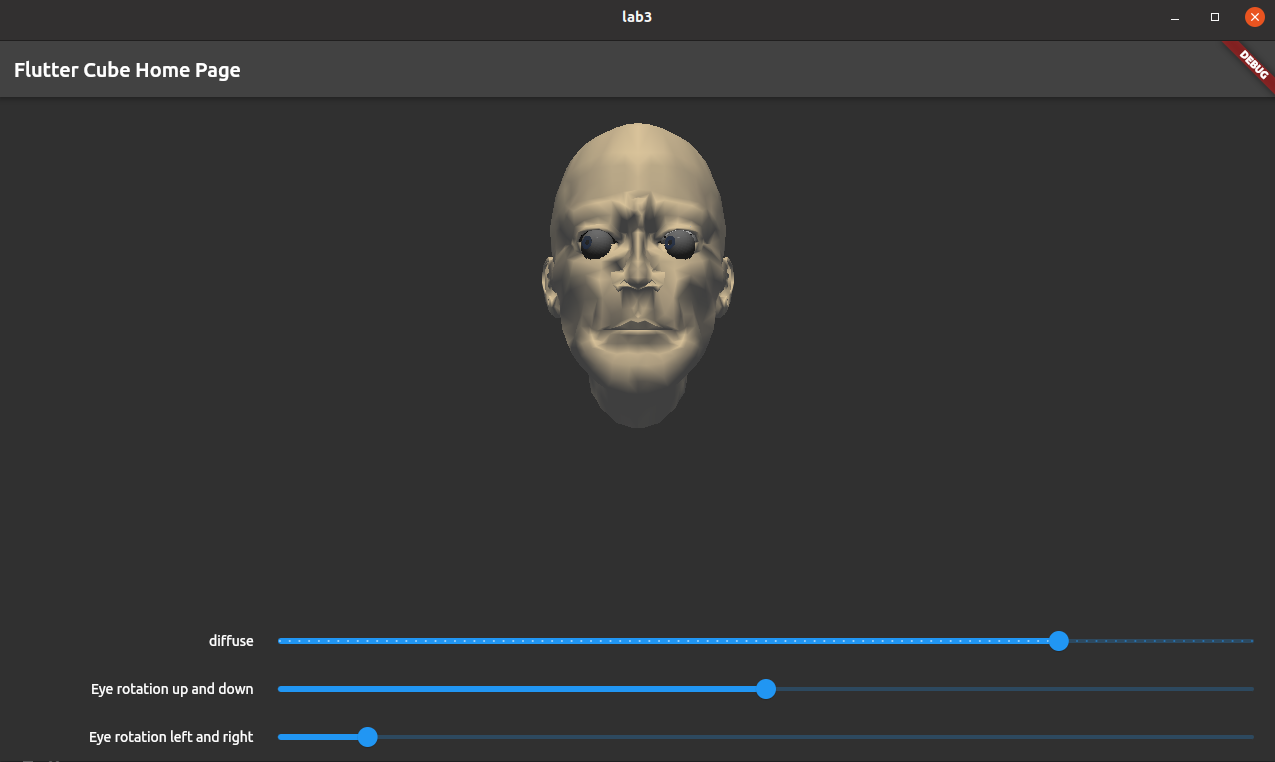 lab3
Flutter Cube Home Page
DEBUG
diffuse
Eye rotation up and down
Eye rotation left and right